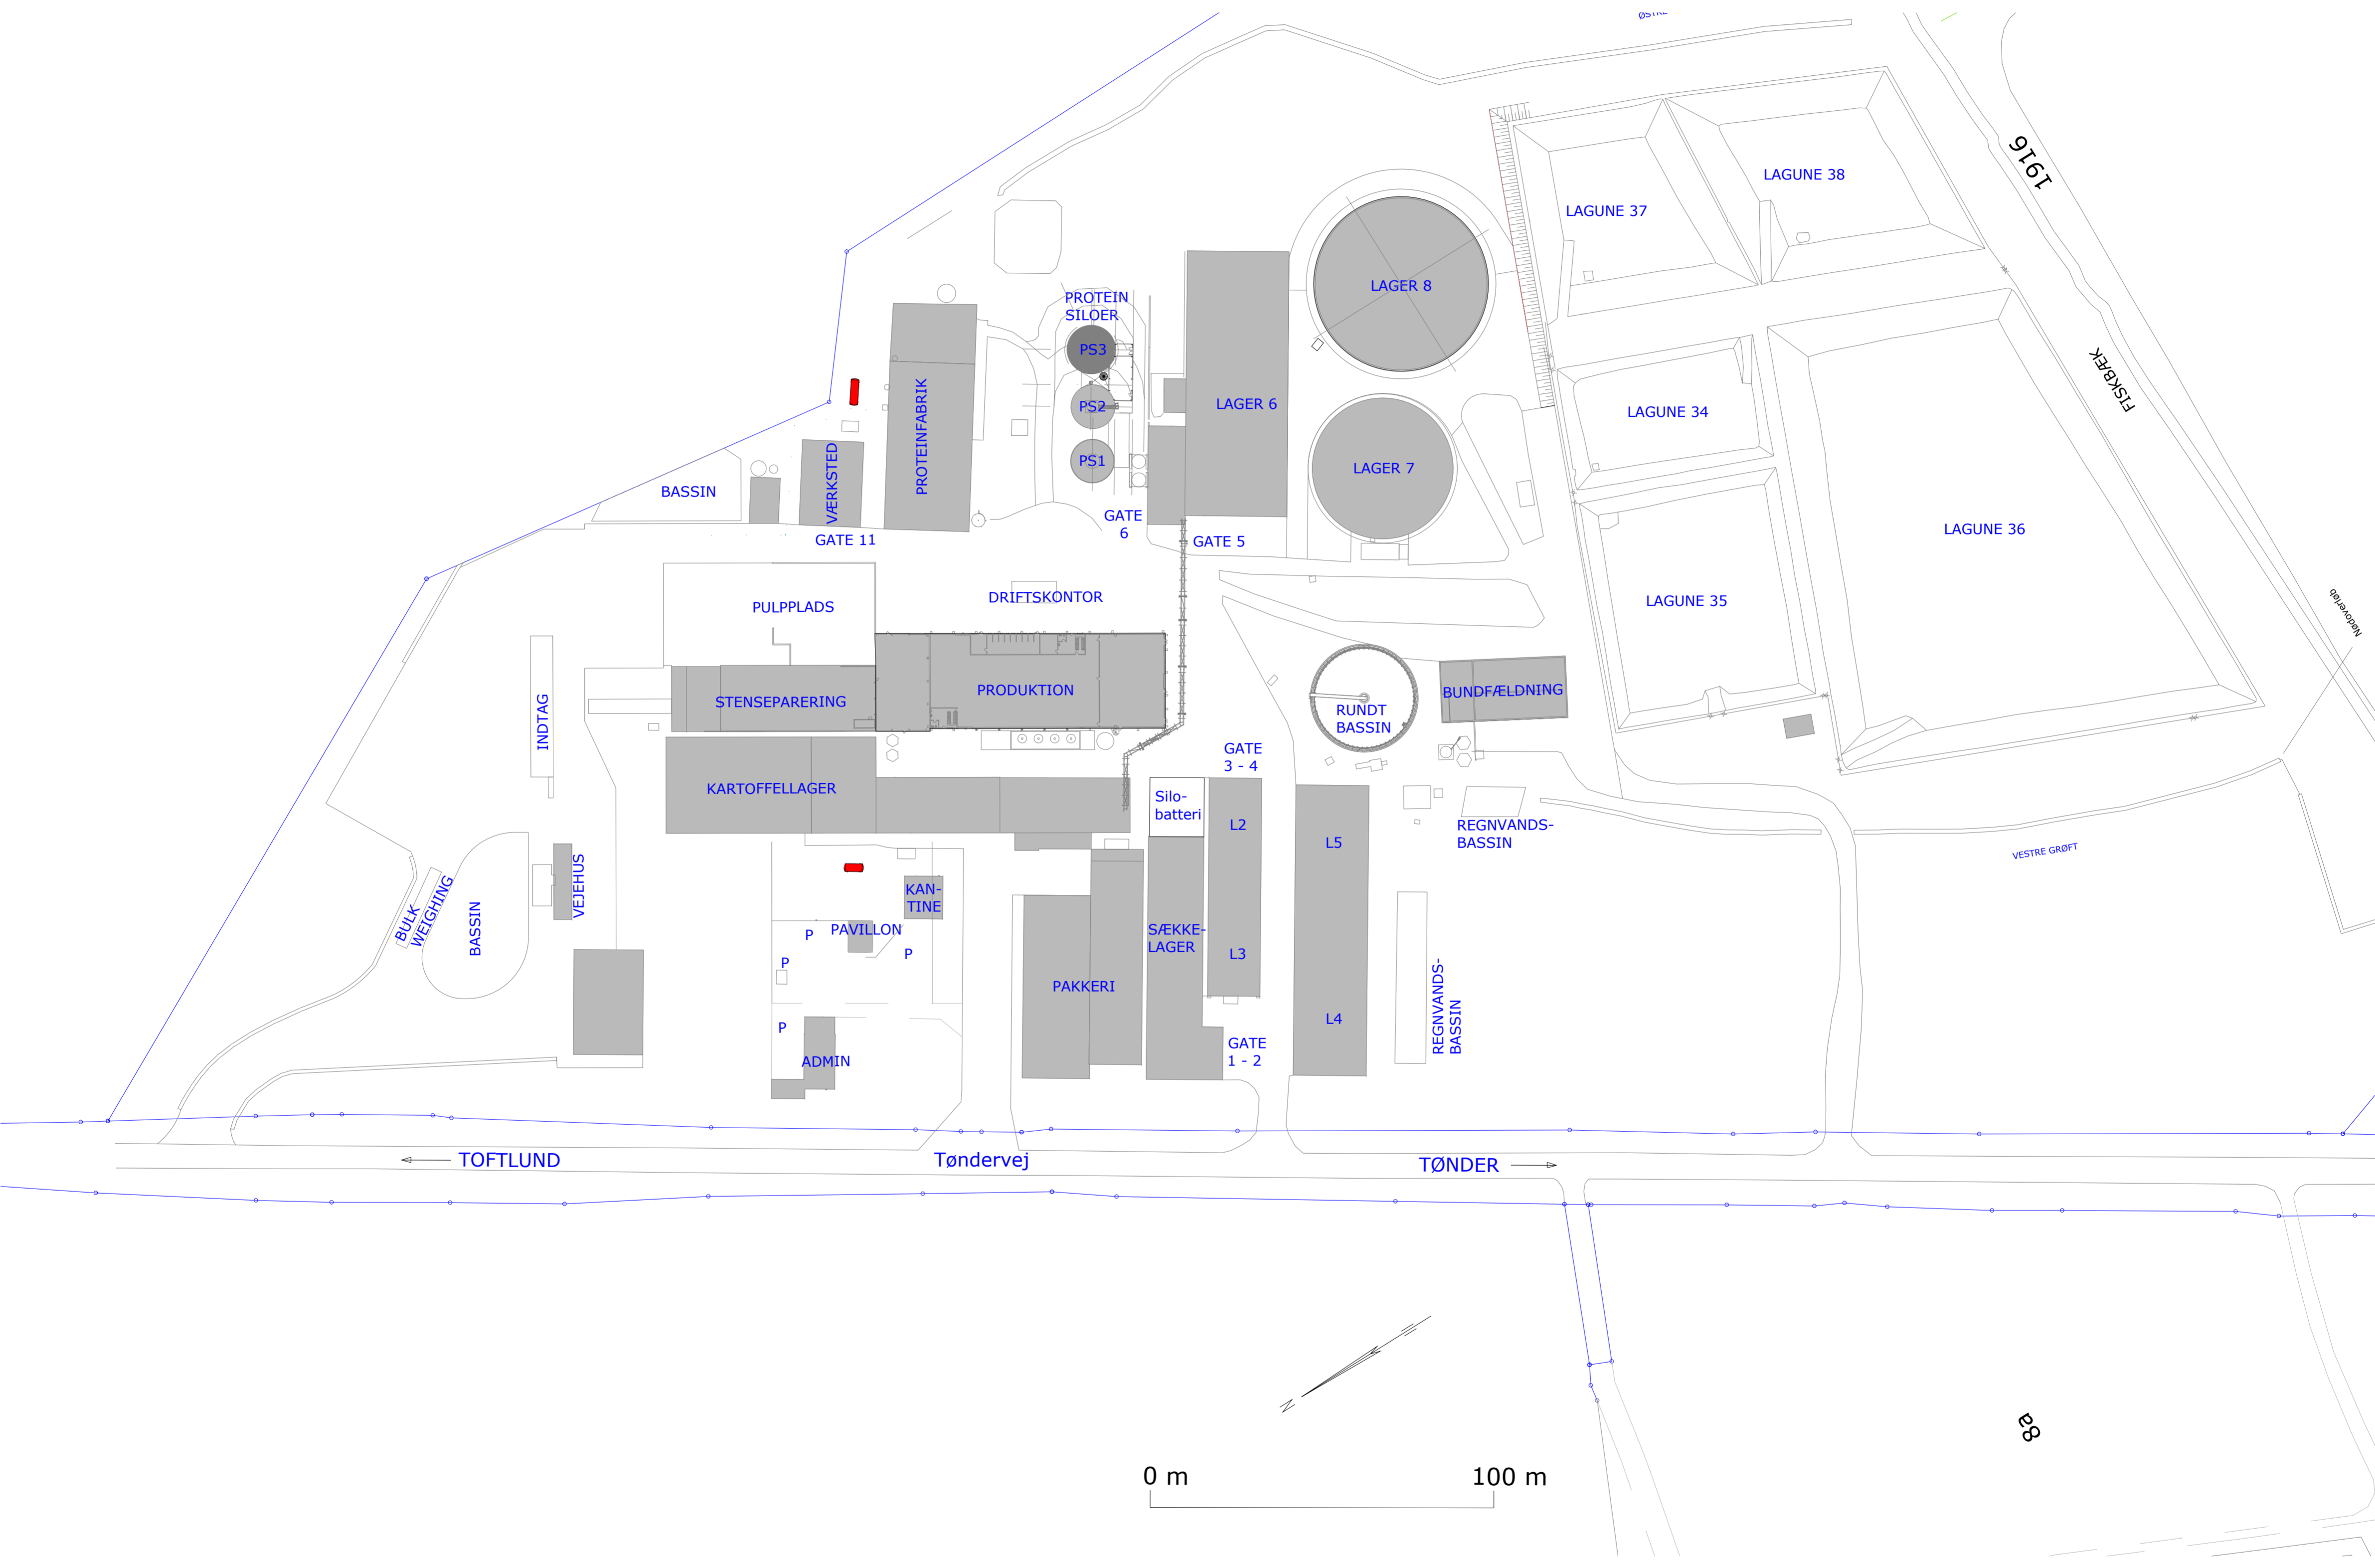 ØSTRE
1916
LAGUNE 38
LAGUNE 37
LAGER 8
PROTEIN
SILOER
PS3
PS2
PS1
LAGER 6
LAGER 7
FISKBÆK
LAGUNE 34
LAGUNE 36
LAGUNE 35
PROTEINFABRIK
VÆRKSTED
BASSIN
GATE
6
GATE 11
GATE 5
Nødoverløb
PULPPLADS
DRIFTSKONTOR
STENSEPARERING
PRODUKTION
INDTAG
RUNDT
BASSIN
BUNDFÆLDNING
GATE
3 - 4
KARTOFFELLAGER
Silo-
batteri
L2
L5
REGNVANDS-
BASSIN
VESTRE GRØFT
VEJEHUS
BULK
WEIGHING
BASSIN
KAN-
TINE
PAVILLON
P
P
P
P
SÆKKE-
LAGER
L3
PAKKERI
L4
REGNVANDS-
BASSIN
GATE
1 - 2
ADMIN
TOFTLUND
Tøndervej
TØNDER
N
8a
0 m
100 m